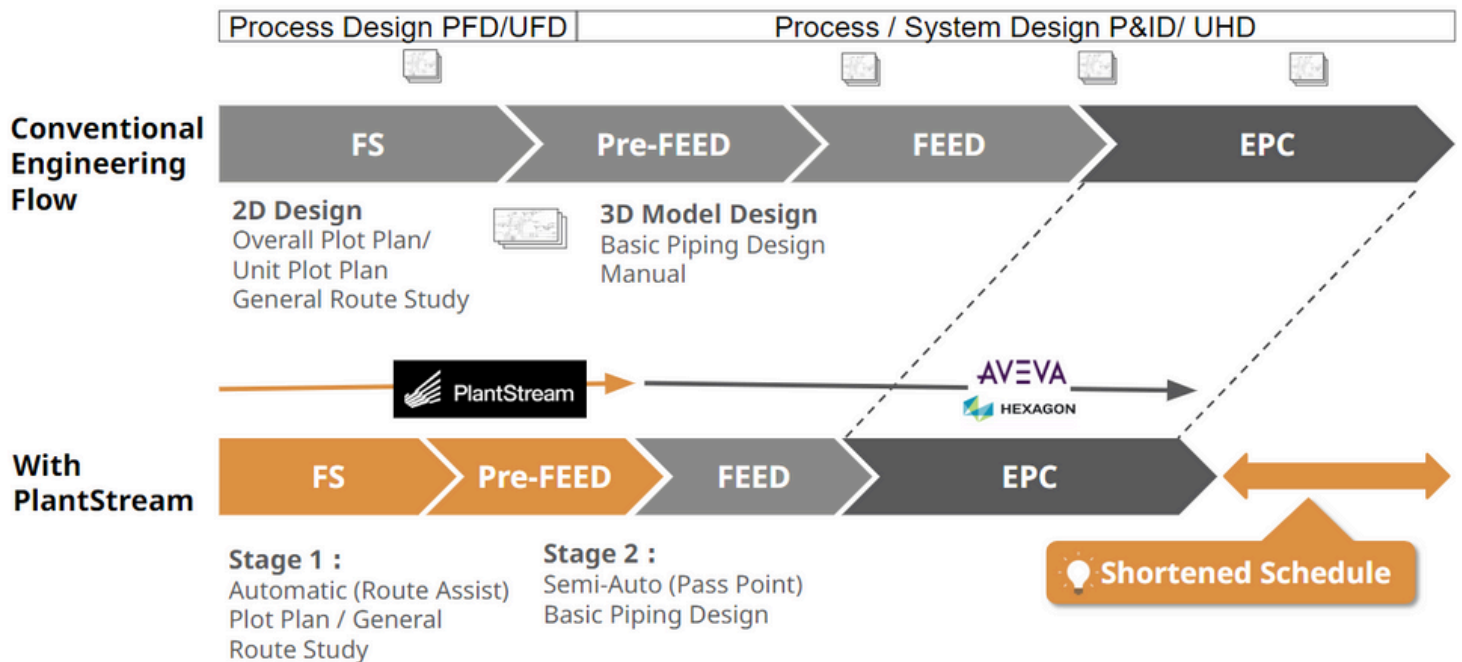 Process Design PFD/UFD
Process / System Design P&ID/ UHD
Conventional
Engineering
Flow
FS
Pre-FEED
FEED
EPC
2D Design
Overall Plot Plan/
Unit Plot Plan
General Route Study
3D Model Design
Basic Piping Design
Manual
PlantStream
AVEVA
HEXAGON
With
PlantStream
FS
Pre-FEED
FEED
EPC
Stage 1 :
Automatic (Route Assist)
Plot Plan / General
Route Study
Stage 2 :
Semi-Auto (Pass Point)
Basic Piping Design
Shortened Schedule